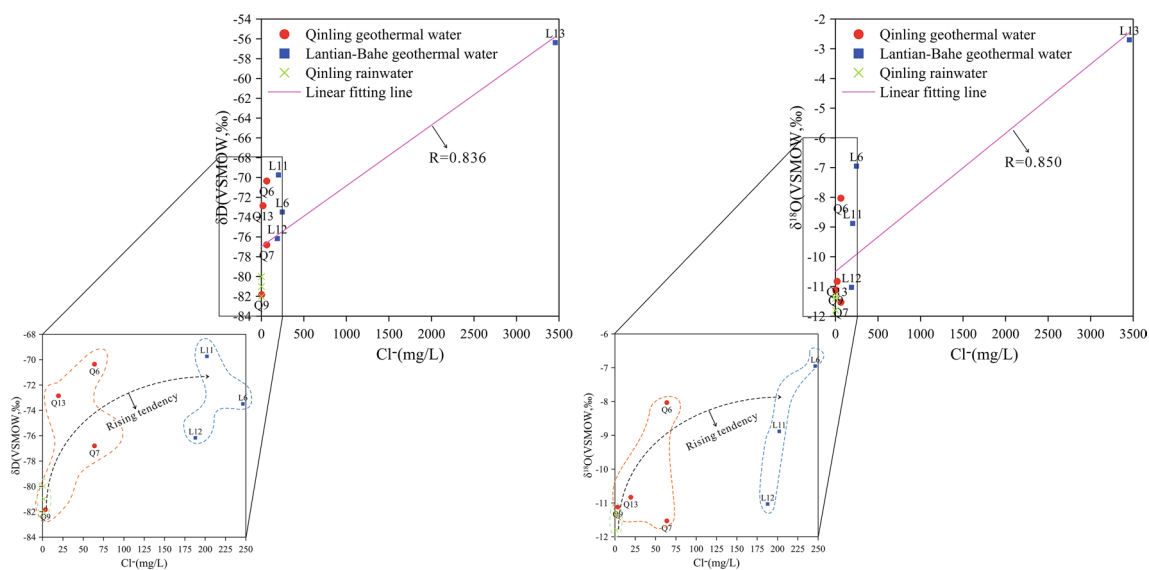 -54
-56
-58
-60
-62
-64
-66
-68
-70
-72
-74
-76
-78
-80
-82
-84
δD(VSMOW,‰)
Qinling geothermal water
Lantian-Bahe geothermal water
Qinling rainwater
Linear fitting line
L13
R=0.836
L11
Q6
L6
Q13
L12
Q7
Q9
0 500 1000 1500 2000 2500 3000 3500
Cl⁻(mg/L)
-68
-70
-72
-74
-76
-78
-80
-82
-84
δD(VSMOW,‰)
L11
Q6
Q13
L6
Rising tendency
L12
Q7
Q9
0 25 50 75 100 125 150 175 200 225 250
Cl⁻(mg/L)
-2
-3
-4
-5
-6
-7
-8
-9
-10
-11
-12
δ¹⁸O(VSMOW,‰)
Qinling geothermal water
Lantian-Bahe geothermal water
Qinling rainwater
Linear fitting line
L13
R=0.850
L6
Q6
L11
L12
Q13
Q9
Q7
0 500 1000 1500 2000 2500 3000 3500
Cl⁻(mg/L)
-6
-7
-8
-9
-10
-11
-12
δ¹⁸O(VSMOW,‰)
L6
Q6
Rising tendency
L11
Q13
L12
Q9
Q7
0 25 50 75 100 125 150 175 200 225 250
Cl⁻(mg/L)